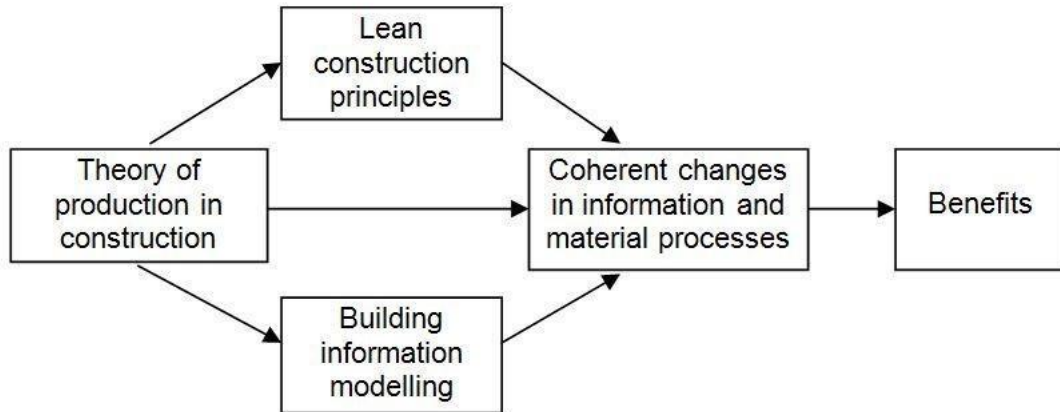 Lean
construction
principles
Theory of
production in
construction
Coherent changes
in information and
material processes
Benefits
Building
information
modelling